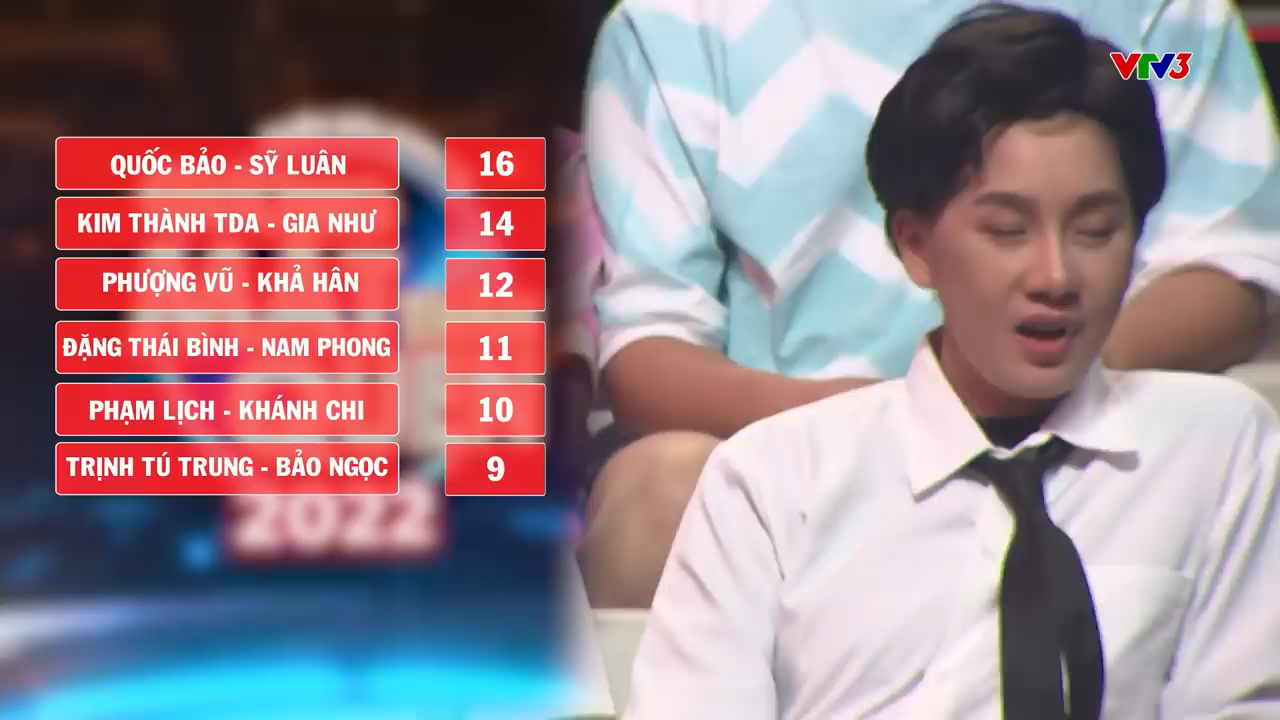 VTV3
QUỐC BẢO - SỸ LUÂN 16
KIM THÀNH TDA - GIA NHƯ 14
PHƯỢNG VŨ - KHẢ HÂN 12
ĐẶNG THÁI BÌNH - NAM PHONG 11
PHẠM LỊCH - KHÁNH CHI 10
TRỊNH TÚ TRUNG - BẢO NGỌC 9
2022